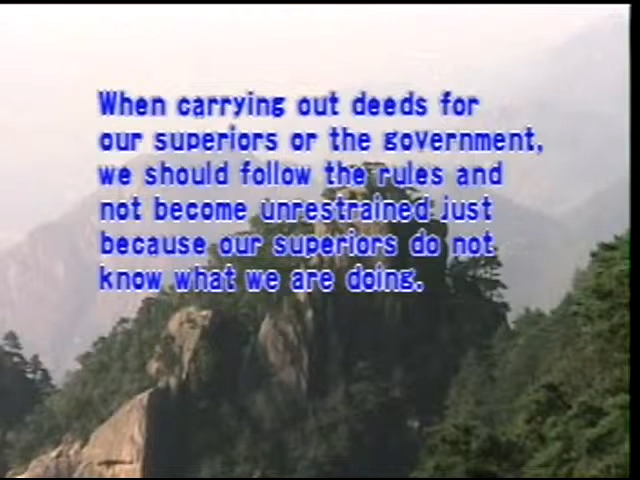 When carrying out deeds for
our superiors or the government,
we should follow the rules and
not become unrestrained just
because our superiors do not
know what we are doing.